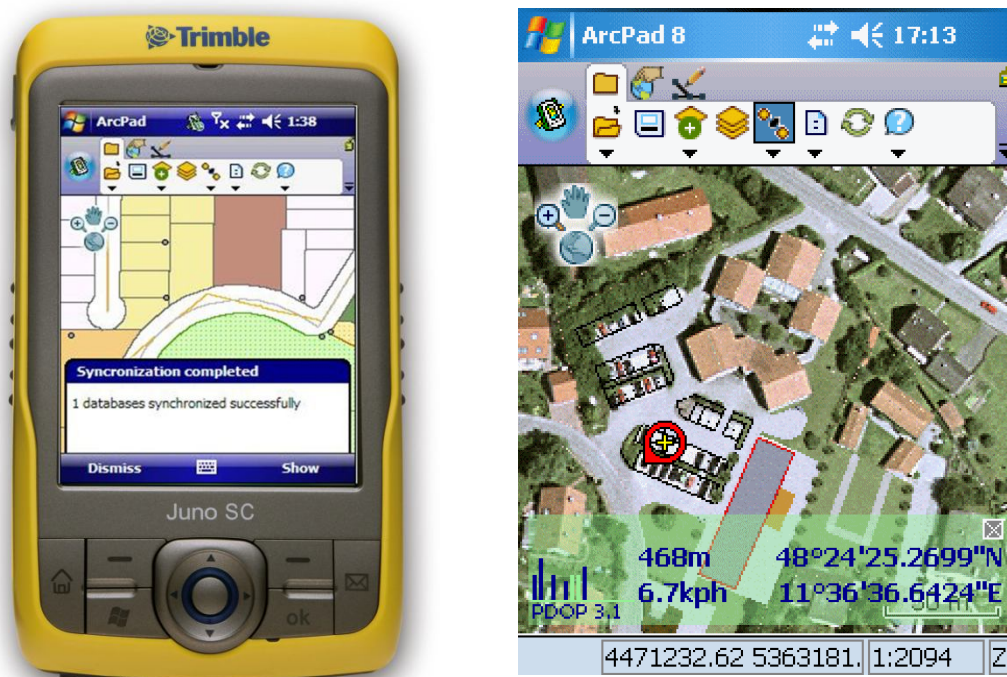 Trimble
ArcPad 1:38
Syncronization completed
1 databases synchronized successfully
Dismiss Show
Juno SC
ok
ArcPad 8 17:13
468m 48°24'25.2699"N
6.7kph 11°36'36.6424"E
PDOP 3.1
4471232.62 5363181. 1:2094 Z